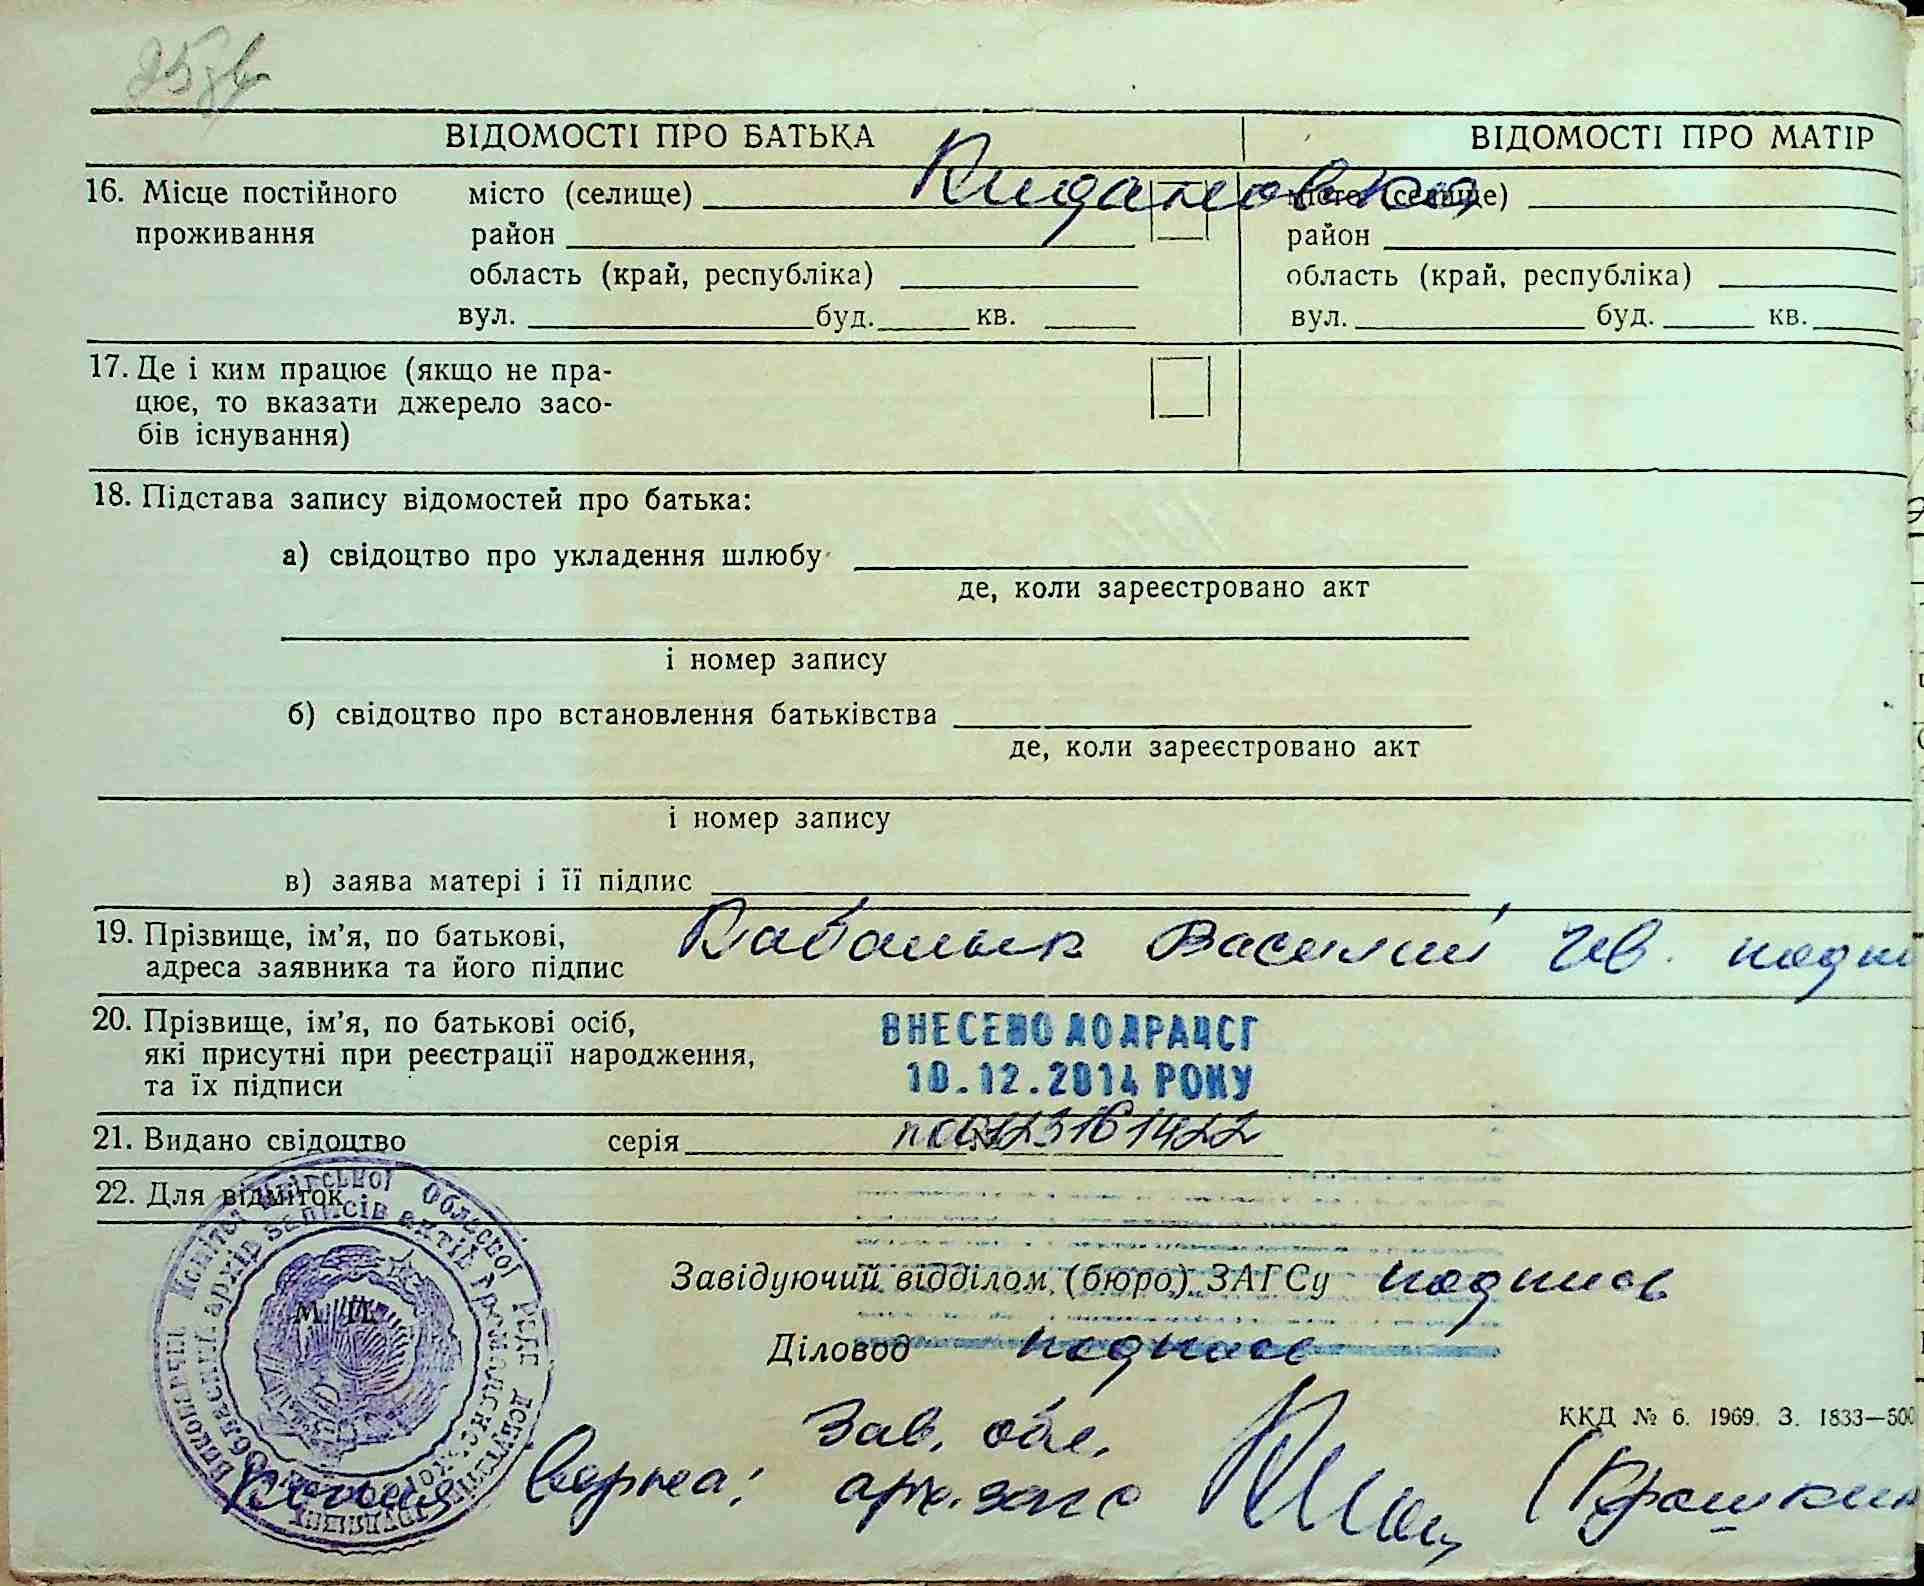 ВІДОМОСТІ ПРО БАТЬКА ВІДОМОСТІ ПРО МАТІР
16. Місце постійного проживання
місто (селище) Кидановка місто (селище)
район район
область (край, республіка) область (край, республіка)
вул. буд. кв. вул. буд. кв.
17. Де і ким працює (якщо не пра-
цює, то вказати джерело засо-
бів існування)
18. Підстава запису відомостей про батька:
а) свідоцтво про укладення шлюбу
де, коли зареєстровано акт
і номер запису
б) свідоцтво про встановлення батьківства
де, коли зареєстровано акт
і номер запису
в) заява матері і її підпис
19. Прізвище, ім'я, по батькові,
адреса заявника та його підпис
Кабанык Василий Ив.
20. Прізвище, ім'я, по батькові осіб,
які присутні при реєстрації народження,
та їх підписи
ВНЕСЕНО ДО ДРАЦСГ
10.12.2014 РОКУ
21. Видано свідоцтво серія
22. Для відміток
Завідуючий відділом (бюро) ЗАГСу подпись
Діловод подпись
М П
ККД № 6. 1969. З. 1833—500
Зав. обл.
Копия верна: арх. загс